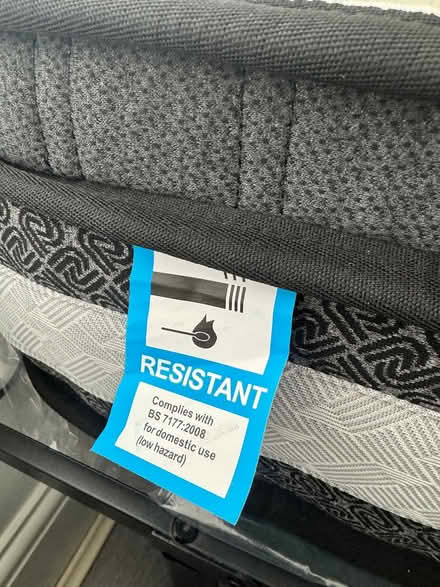 RESISTANT
Complies with
BS 7177:2008
for domestic use
(low hazard)